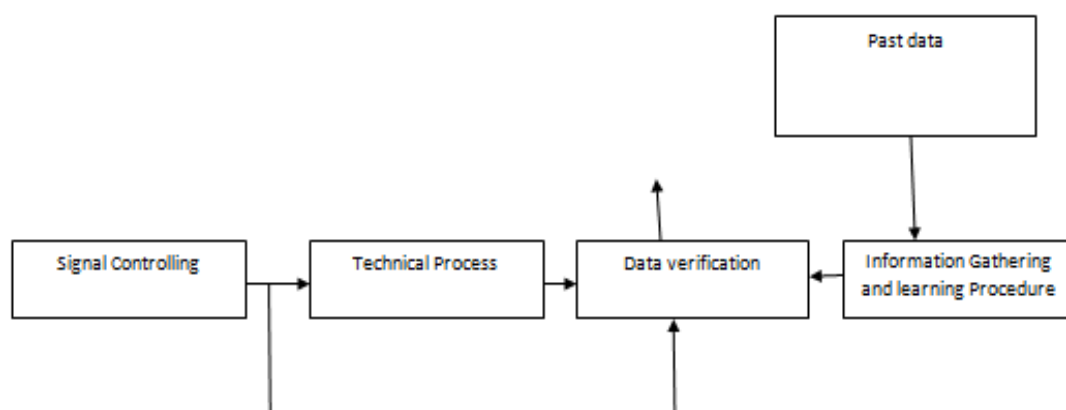 Past data
Signal Controlling
Technical Process
Data verification
Information Gathering
and learning Procedure